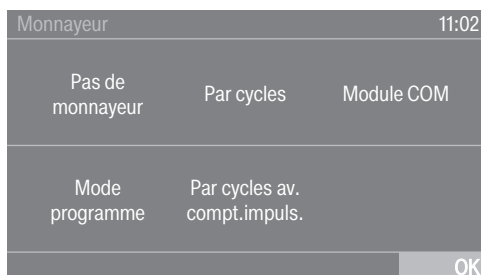 Monnayeur 11:02
Pas de
monnayeur
Par cycles
Module COM
Mode
programme
Par cycles av.
compt.impuls.
OK